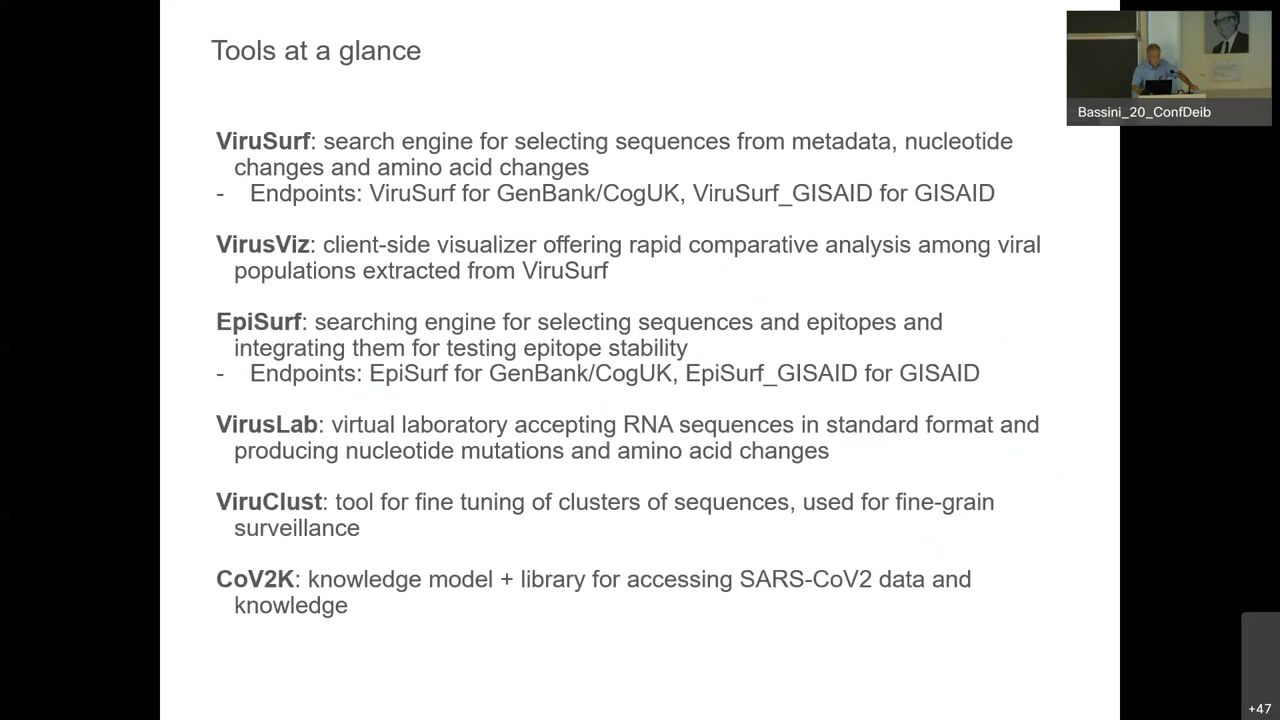 Tools at a glance
Bassini_20_ConfDeib
ViruSurf: search engine for selecting sequences from metadata, nucleotide
changes and amino acid changes
- Endpoints: ViruSurf for GenBank/CogUK, ViruSurf_GISAID for GISAID
VirusViz: client-side visualizer offering rapid comparative analysis among viral
populations extracted from ViruSurf
EpiSurf: searching engine for selecting sequences and epitopes and
integrating them for testing epitope stability
- Endpoints: EpiSurf for GenBank/CogUK, EpiSurf_GISAID for GISAID
VirusLab: virtual laboratory accepting RNA sequences in standard format and
producing nucleotide mutations and amino acid changes
ViruClust: tool for fine tuning of clusters of sequences, used for fine-grain
surveillance
CoV2K: knowledge model + library for accessing SARS-CoV2 data and
knowledge
+47